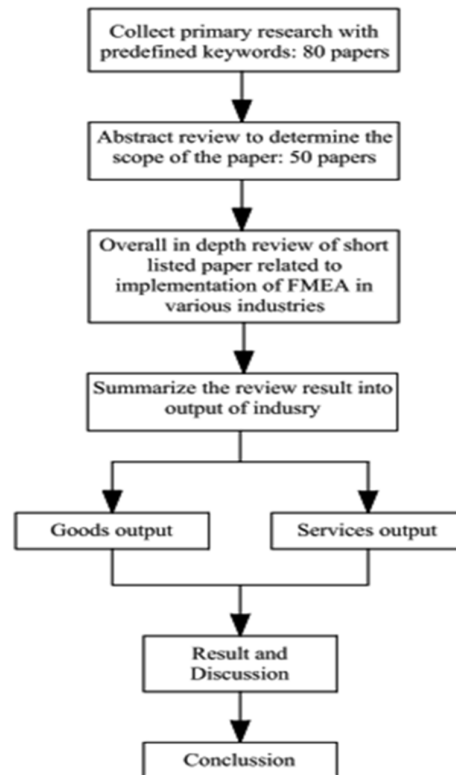 Collect primary research with
predefined keywords: 80 papers
Abstract review to determine the
scope of the paper: 50 papers
Overall in depth review of short
listed paper related to
implementation of FMEA in
various industries
Summarize the review result into
output of indusry
Goods output
Services output
Result and
Discussion
Conclussion